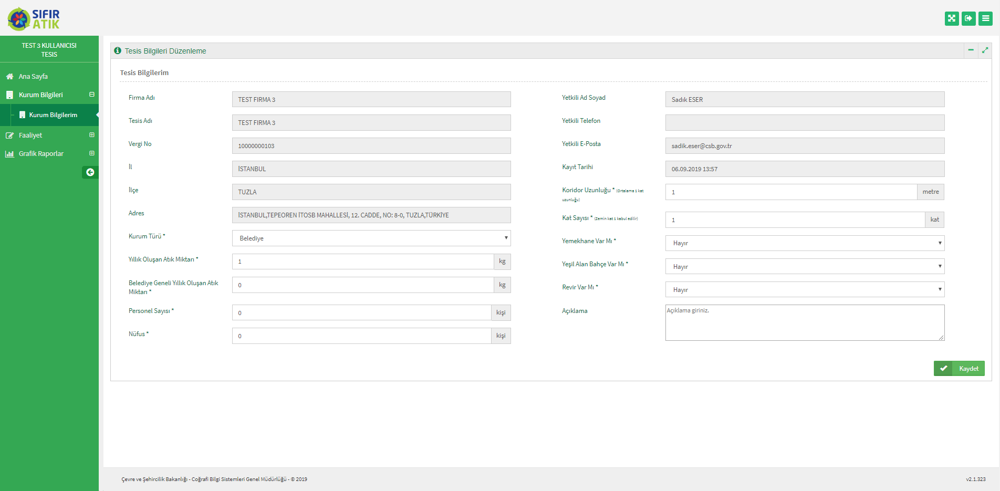 SIFIR
ATIK
TEST 3 KULLANICISI
TESIS
Ana Sayfa
Kurum Bilgileri
Kurum Bilgilerim
Faaliyet
Grafik Raporlar
Tesis Bilgileri Düzenleme
Tesis Bilgilerim
Firma Adı
TEST FIRMA 3
Tesis Adı
TEST FIRMA 3
Vergi No
10000000103
İl
İSTANBUL
İlçe
TUZLA
Adres
İSTANBUL,TEPEOREN İTOSB MAHALLESİ, 12. CADDE, NO: 8-0, TUZLA,TÜRKİYE
Kurum Türü *
Belediye
Yıllık Oluşan Atık Miktarı *
1 kg
Belediye Geneli Yıllık Oluşan Atık
Miktarı *
0 kg
Personel Sayısı *
0 kişi
Nüfus *
0 kişi
Yetkili Ad Soyad
Sadık ESER
Yetkili Telefon
Yetkili E-Posta
sadik.eser@csb.gov.tr
Kayıt Tarihi
06.09.2019 13:57
Koridor Uzunluğu * (Ortalama 1 kat
uzunluğu)
1 metre
Kat Sayısı * (Zemin kat 1 kabul edilir)
1 kat
Yemekhane Var Mı *
Hayır
Yeşil Alan Bahçe Var Mı *
Hayır
Revir Var Mı *
Hayır
Açıklama
Açıklama giriniz.
Kaydet
Çevre ve Şehircilik Bakanlığı - Coğrafi Bilgi Sistemleri Genel Müdürlüğü - © 2019
v2.1.323